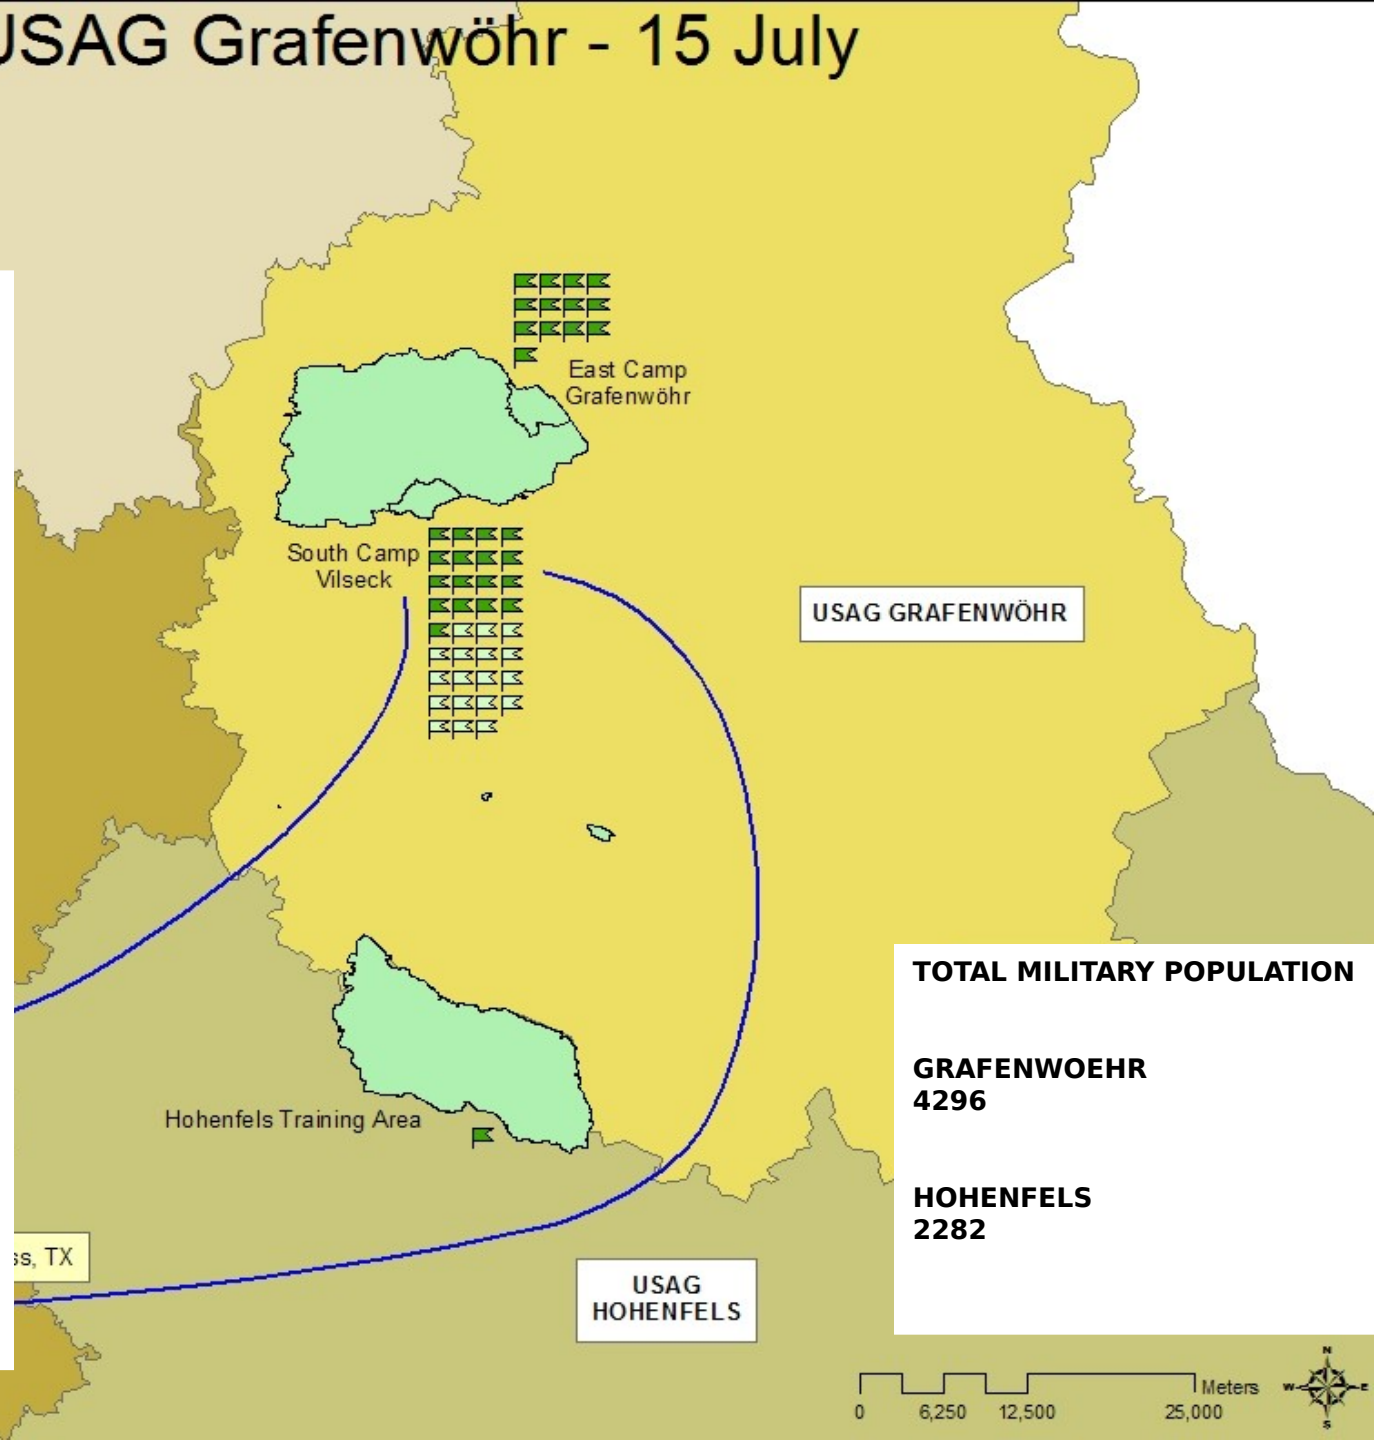 USAG Grafenwöhr - 15 July
East Camp
Grafenwöhr
South Camp
Vilseck
USAG GRAFENWÖHR
TOTAL MILITARY POPULATION
GRAFENWOEHR
4296
HOHENFELS
2282
Hohenfels Training Area
ss, TX
USAG
HOHENFELS
N
W E
S
Meters
0 6,250 12,500 25,000